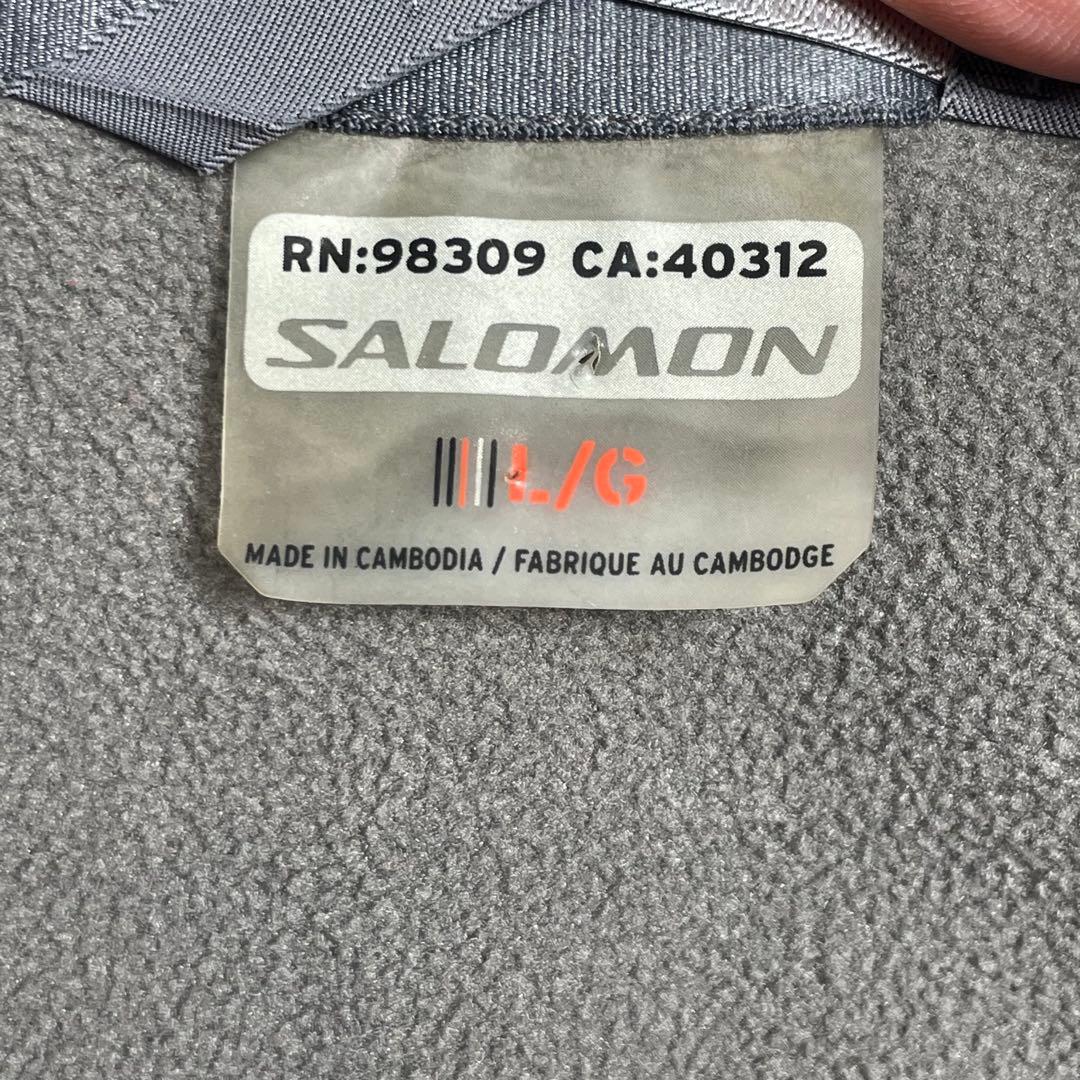 RN:98309 CA:40312
SALOMON
L/G
MADE IN CAMBODIA / FABRIQUE AU CAMBODGE